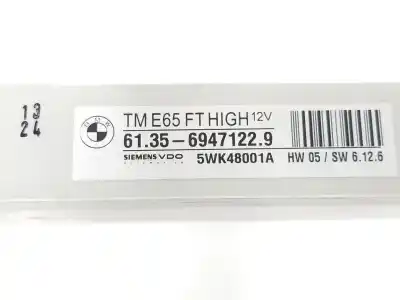 13
24
BMW
TM E65 FT HIGH 12V
61.35-6947122.9
SIEMENS VDO
5WK48001A
HW 05 / SW 6.12.6